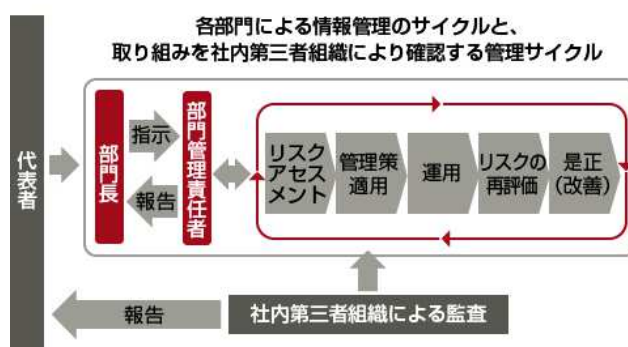 各部門による情報管理のサイクルと、
取り組みを社内第三者組織により確認する管理サイクル
代表者
部門長
指示
報告
部門管理責任者
リスク
アセス
メント
管理策
適用
運用
リスクの
再評価
是正
（改善）
報告
社内第三者組織による監査